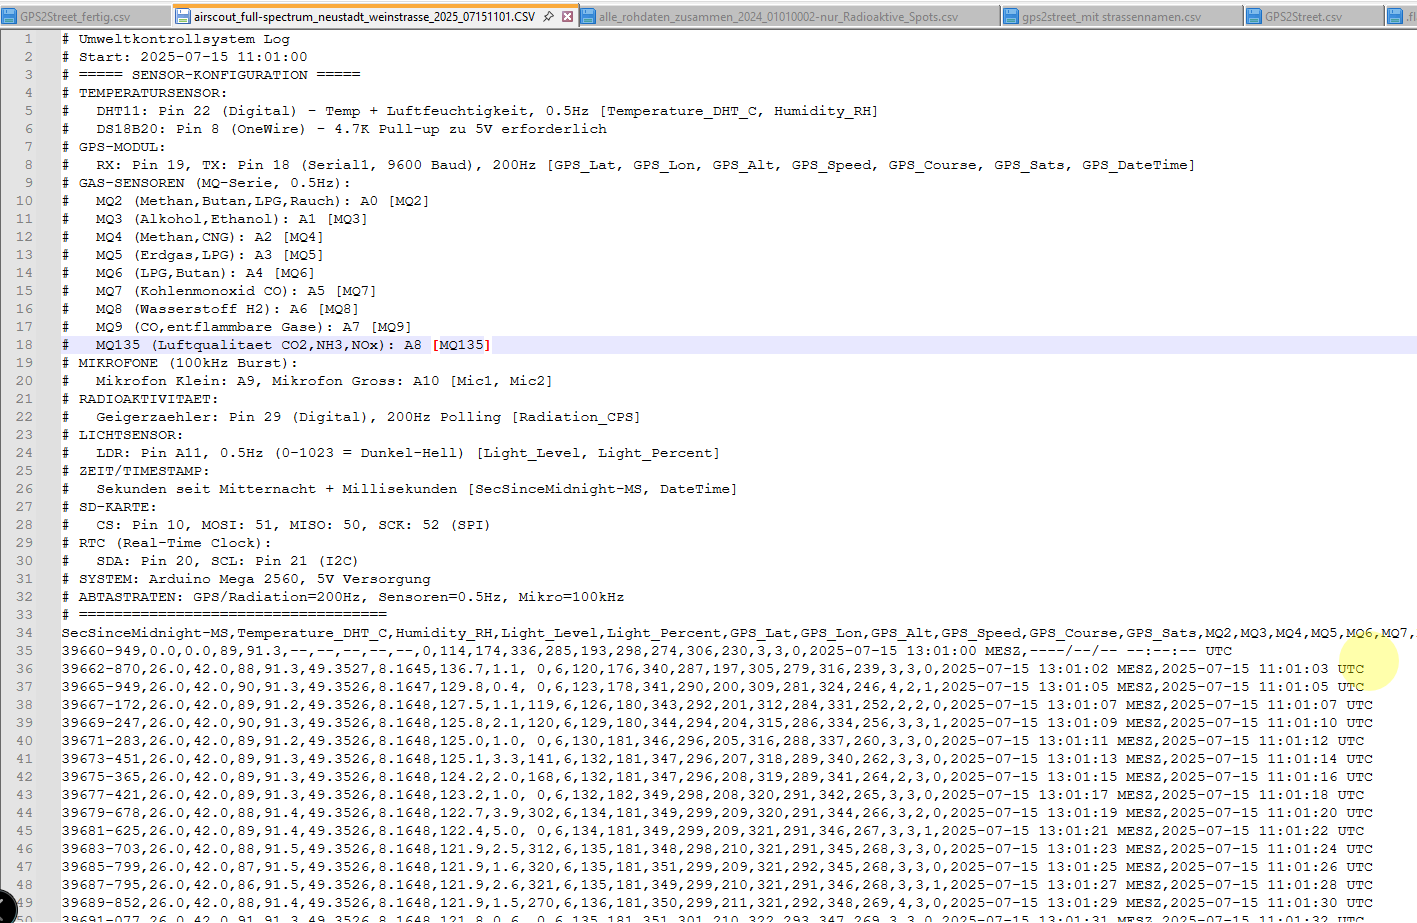 GPS2Street_fertig.csv
airscout_full-spectrum_neustadt_weinstrasse_2025_07151101.CSV
alle_rohdaten_zusammen_2024_01010002-nur_Radioaktive_Spots.csv
gps2street_mit strassennamen.csv
GPS2Street.csv
.fl
1 # Umweltkontrollsystem Log
2 # Start: 2025-07-15 11:01:00
3 # ===== SENSOR-KONFIGURATION =====
4 # TEMPERATURSENSOR:
5 #   DHT11: Pin 22 (Digital) - Temp + Luftfeuchtigkeit, 0.5Hz [Temperature_DHT_C, Humidity_RH]
6 #   DS18B20: Pin 8 (OneWire) - 4.7K Pull-up zu 5V erforderlich
7 # GPS-MODUL:
8 #   RX: Pin 19, TX: Pin 18 (Serial1, 9600 Baud), 200Hz [GPS_Lat, GPS_Lon, GPS_Alt, GPS_Speed, GPS_Course, GPS_Sats, GPS_DateTime]
9 # GAS-SENSOREN (MQ-Serie, 0.5Hz):
10 #   MQ2 (Methan,Butan,LPG,Rauch): A0 [MQ2]
11 #   MQ3 (Alkohol,Ethanol): A1 [MQ3]
12 #   MQ4 (Methan,CNG): A2 [MQ4]
13 #   MQ5 (Erdgas,LPG): A3 [MQ5]
14 #   MQ6 (LPG,Butan): A4 [MQ6]
15 #   MQ7 (Kohlenmonoxid CO): A5 [MQ7]
16 #   MQ8 (Wasserstoff H2): A6 [MQ8]
17 #   MQ9 (CO,entflammbare Gase): A7 [MQ9]
18 #   MQ135 (Luftqualitaet CO2,NH3,NOx): A8 [MQ135]
19 # MIKROFONE (100kHz Burst):
20 #   Mikrofon Klein: A9, Mikrofon Gross: A10 [Mic1, Mic2]
21 # RADIOAKTIVITAET:
22 #   Geigerzaehler: Pin 29 (Digital), 200Hz Polling [Radiation_CPS]
23 # LICHTSENSOR:
24 #   LDR: Pin A11, 0.5Hz (0-1023 = Dunkel-Hell) [Light_Level, Light_Percent]
25 # ZEIT/TIMESTAMP:
26 #   Sekunden seit Mitternacht + Millisekunden [SecSinceMidnight-MS, DateTime]
27 # SD-KARTE:
28 #   CS: Pin 10, MOSI: 51, MISO: 50, SCK: 52 (SPI)
29 # RTC (Real-Time Clock):
30 #   SDA: Pin 20, SCL: Pin 21 (I2C)
31 # SYSTEM: Arduino Mega 2560, 5V Versorgung
32 # ABTASTRATEN: GPS/Radiation=200Hz, Sensoren=0.5Hz, Mikro=100kHz
33 # ===================================
34 SecSinceMidnight-MS,Temperature_DHT_C,Humidity_RH,Light_Level,Light_Percent,GPS_Lat,GPS_Lon,GPS_Alt,GPS_Speed,GPS_Course,GPS_Sats,MQ2,MQ3,MQ4,MQ5,MQ6,MQ7,
35 39660-949,0.0,0.0,89,91.3,--,--,--,--,--,0,114,174,336,285,193,298,274,306,230,3,3,0,2025-07-15 13:01:00 MESZ,----/--/-- --:--:-- UTC
36 39662-870,26.0,42.0,88,91.3,49.3527,8.1645,136.7,1.1, 0,6,120,176,340,287,197,305,279,316,239,3,3,0,2025-07-15 13:01:02 MESZ,2025-07-15 11:01:03 UTC
37 39665-949,26.0,42.0,90,91.3,49.3526,8.1647,129.8,0.4, 0,6,123,178,341,290,200,309,281,324,246,4,2,1,2025-07-15 13:01:05 MESZ,2025-07-15 11:01:05 UTC
38 39667-172,26.0,42.0,88,91.4,49.3526,8.1648,127.5,1.1,119,6,126,180,343,292,201,312,284,331,252,2,2,0,2025-07-15 13:01:07 MESZ,2025-07-15 11:01:07 UTC
39 39669-247,26.0,42.0,90,91.3,49.3526,8.1648,125.8,2.1,120,6,129,180,344,294,204,315,286,334,256,3,3,1,2025-07-15 13:01:09 MESZ,2025-07-15 11:01:10 UTC
40 39671-283,26.0,42.0,89,91.2,49.3526,8.1648,125.0,1.0, 0,6,130,181,346,296,205,316,288,337,260,3,3,0,2025-07-15 13:01:11 MESZ,2025-07-15 11:01:12 UTC
41 39673-451,26.0,42.0,89,91.3,49.3526,8.1648,125.1,3.3,141,6,132,181,347,296,207,318,289,340,262,3,3,0,2025-07-15 13:01:13 MESZ,2025-07-15 11:01:14 UTC
42 39675-365,26.0,42.0,89,91.3,49.3526,8.1648,124.2,2.0,168,6,132,181,347,296,208,319,289,341,264,2,3,0,2025-07-15 13:01:15 MESZ,2025-07-15 11:01:16 UTC
43 39677-421,26.0,42.0,89,91.3,49.3526,8.1648,123.2,1.0, 0,6,132,182,349,298,208,320,291,342,265,3,3,0,2025-07-15 13:01:17 MESZ,2025-07-15 11:01:18 UTC
44 39679-678,26.0,42.0,88,91.4,49.3526,8.1648,122.7,3.9,302,6,134,181,349,299,209,320,291,344,266,3,2,0,2025-07-15 13:01:19 MESZ,2025-07-15 11:01:20 UTC
45 39681-625,26.0,42.0,89,91.3,49.3526,8.1648,122.4,5.0, 0,6,134,181,349,299,209,321,291,346,267,3,3,1,2025-07-15 13:01:21 MESZ,2025-07-15 11:01:22 UTC
46 39683-703,26.0,42.0,88,91.5,49.3526,8.1648,121.9,2.5,312,6,135,181,348,298,210,321,291,345,268,3,3,0,2025-07-15 13:01:23 MESZ,2025-07-15 11:01:24 UTC
47 39685-799,26.0,42.0,87,91.5,49.3526,8.1648,121.9,1.6,320,6,135,181,351,299,209,321,292,345,268,3,3,0,2025-07-15 13:01:25 MESZ,2025-07-15 11:01:26 UTC
48 39687-795,26.0,42.0,86,91.5,49.3526,8.1648,121.9,2.6,321,6,135,181,349,299,210,321,291,346,268,3,3,1,2025-07-15 13:01:27 MESZ,2025-07-15 11:01:28 UTC
49 39689-852,26.0,42.0,88,91.4,49.3526,8.1648,121.9,1.5,270,6,136,181,350,299,211,321,292,348,269,4,3,0,2025-07-15 13:01:29 MESZ,2025-07-15 11:01:30 UTC
39691-077,26.0,42.0,91,91.3,49.3526,8.1648,121.8,0.6, 0,6,135,181,351,301,210,322,293,347,269,3,3,0,2025-07-15 13:01:31 MESZ,2025-07-15 11:01:32 UTC